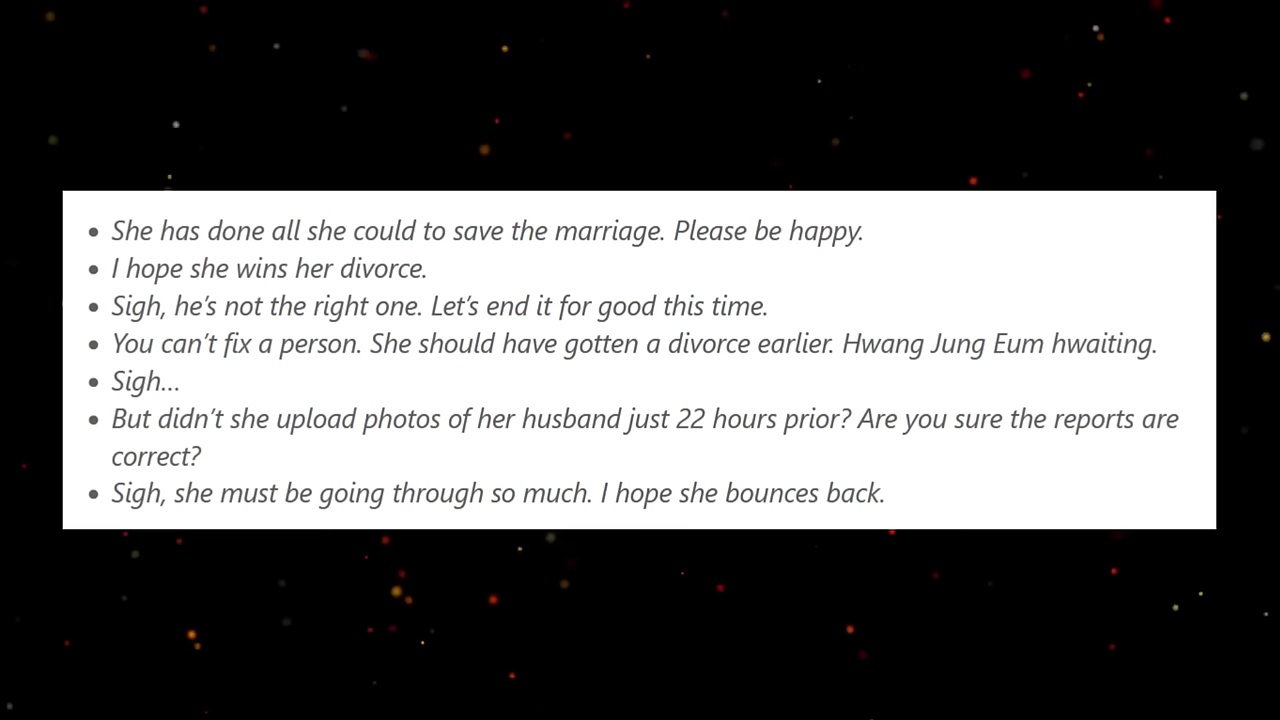 • She has done all she could to save the marriage. Please be happy.
• I hope she wins her divorce.
• Sigh, he’s not the right one. Let’s end it for good this time.
• You can’t fix a person. She should have gotten a divorce earlier. Hwang Jung Eum hwaiting.
• Sigh…
• But didn’t she upload photos of her husband just 22 hours prior? Are you sure the reports are
correct?
• Sigh, she must be going through so much. I hope she bounces back.